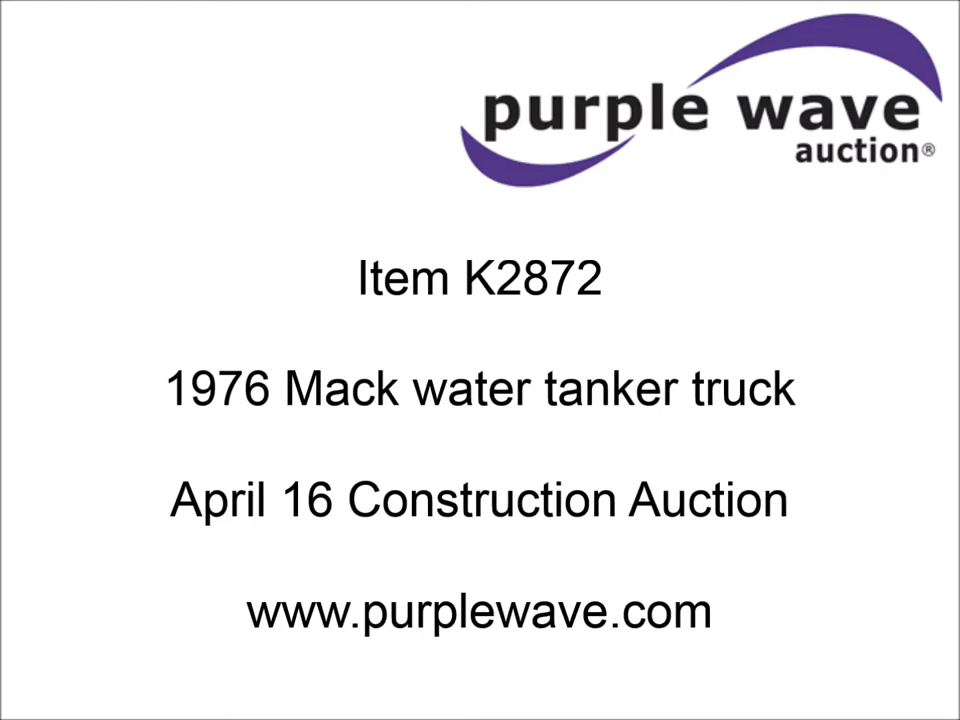 purple wave
auction®
Item K2872
1976 Mack water tanker truck
April 16 Construction Auction
www.purplewave.com